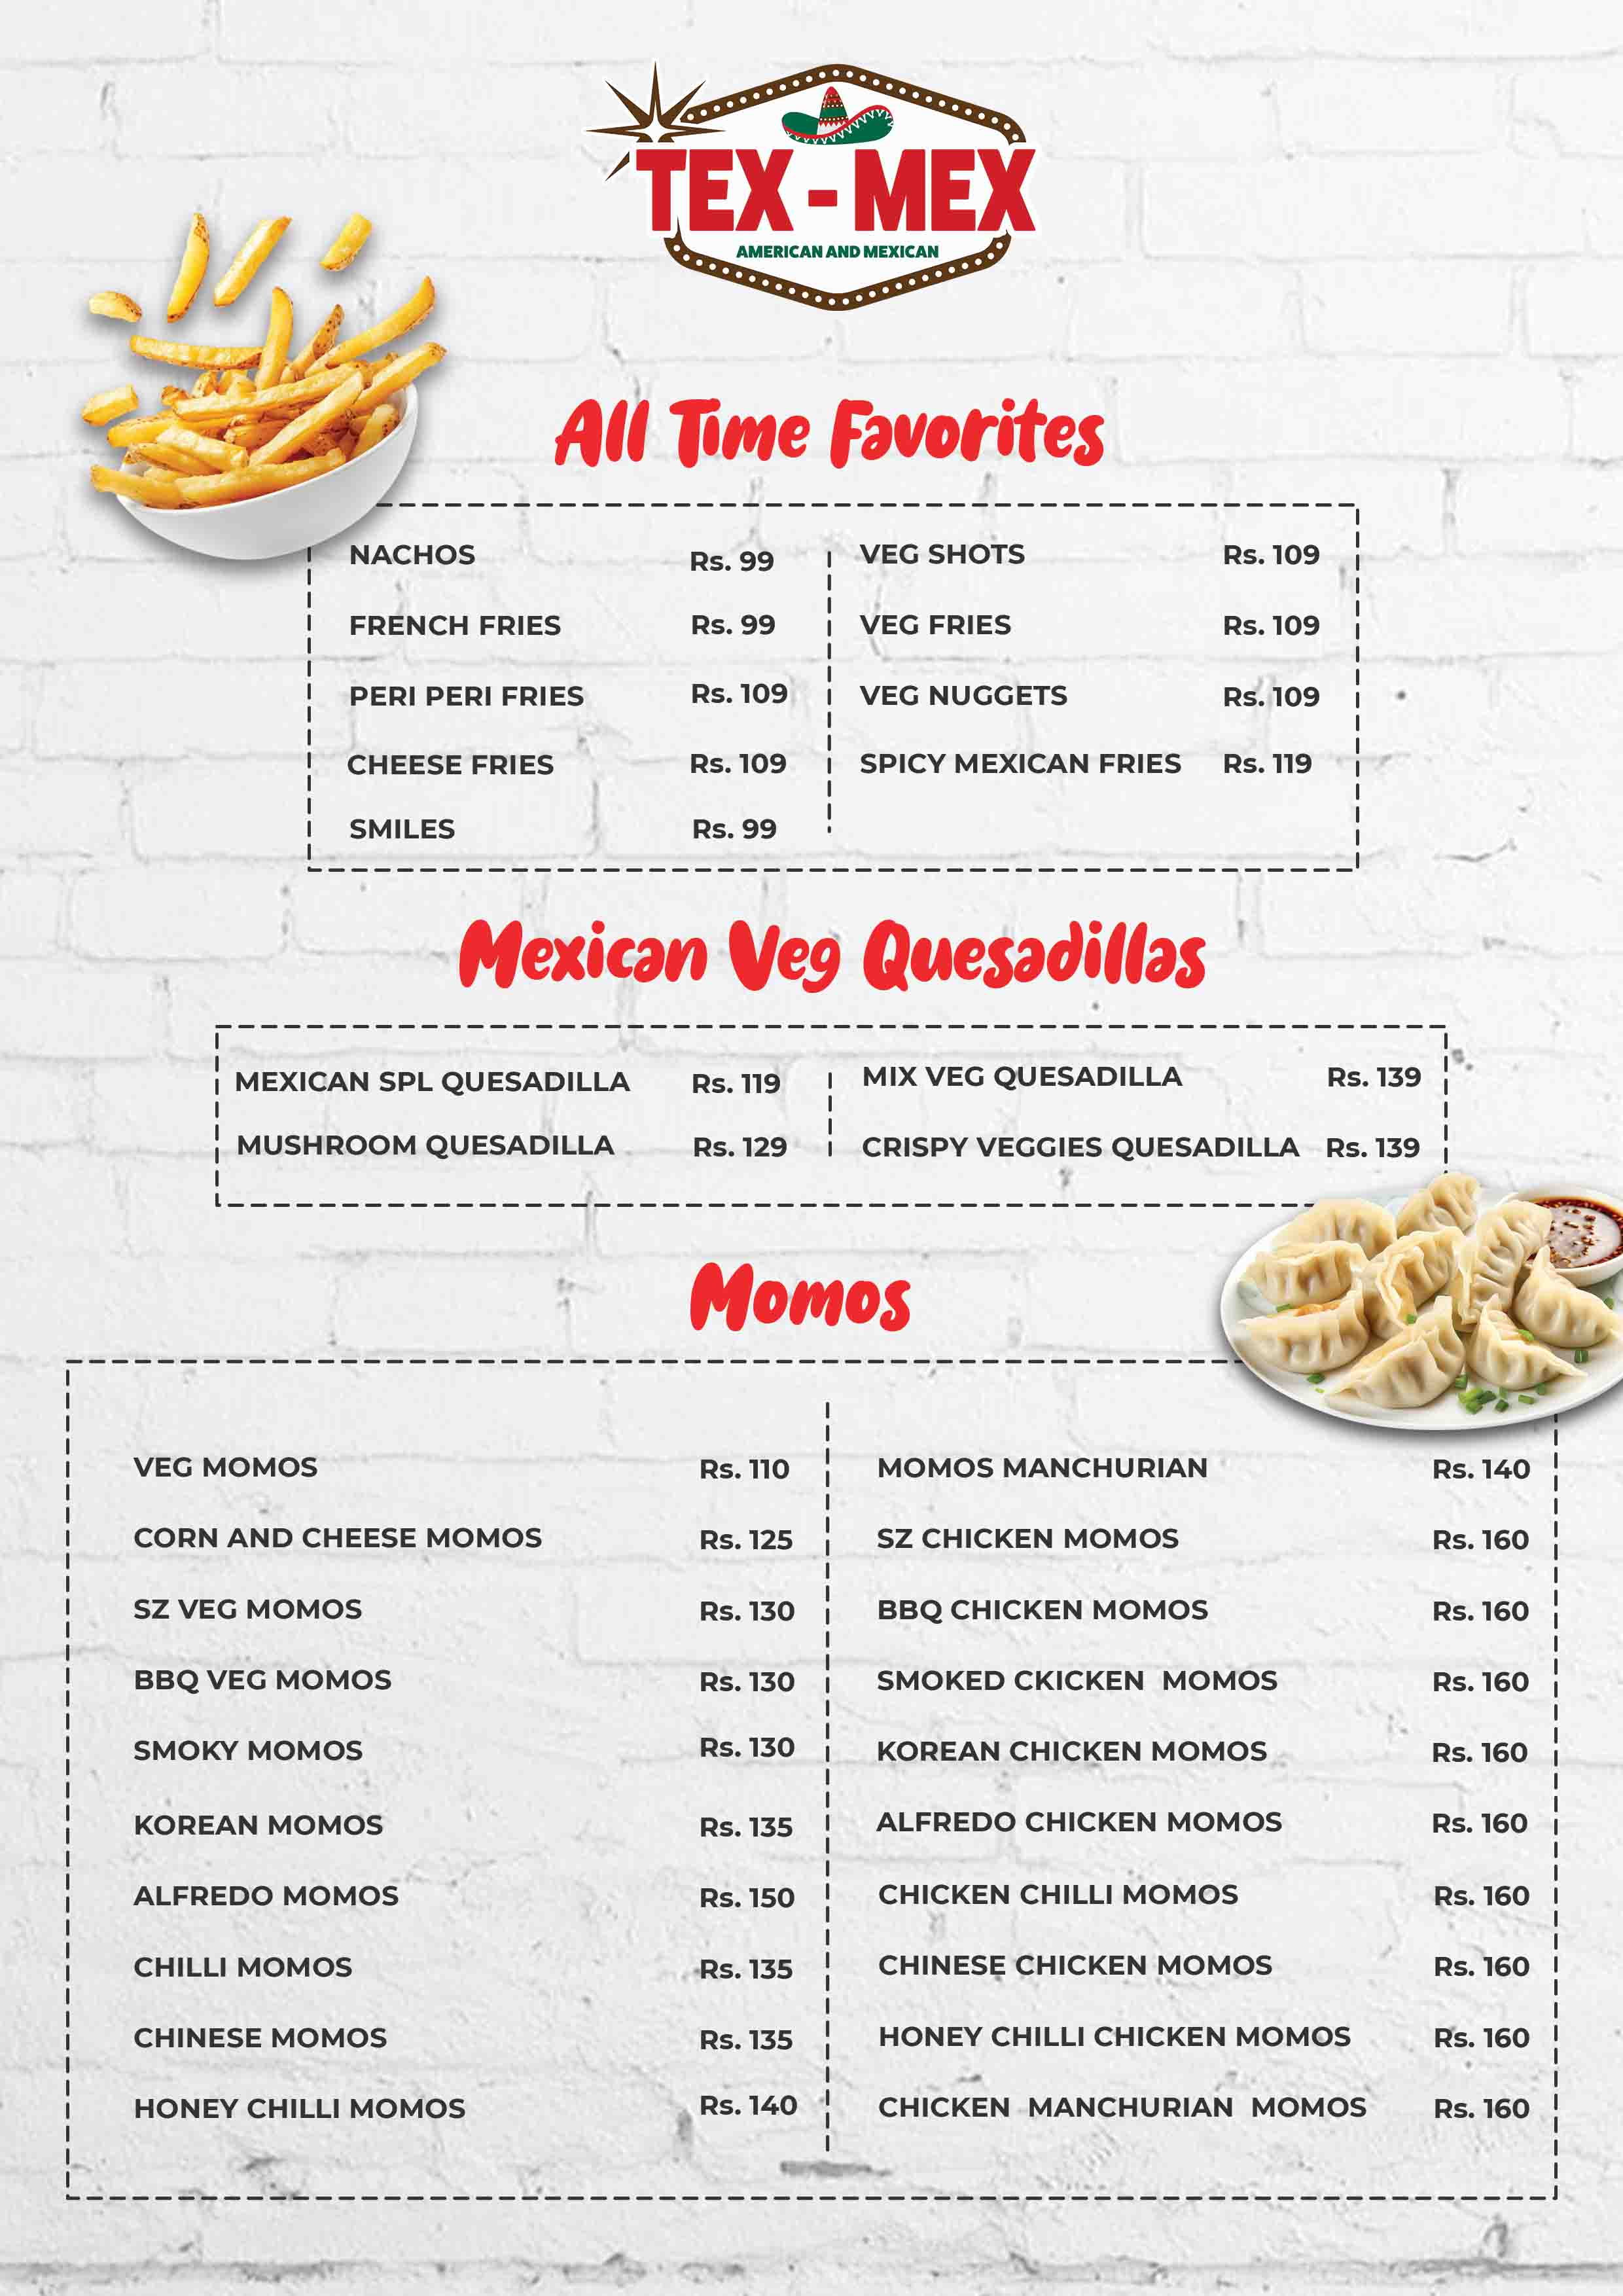 TEX-MEX
AMERICAN AND MEXICAN
All Time Favorites
NACHOS Rs. 99
FRENCH FRIES Rs. 99
PERI PERI FRIES Rs. 109
CHEESE FRIES Rs. 109
SMILES Rs. 99
VEG SHOTS Rs. 109
VEG FRIES Rs. 109
VEG NUGGETS Rs. 109
SPICY MEXICAN FRIES Rs. 119
Mexican Veg Quesadillas
MEXICAN SPL QUESADILLA Rs. 119
MUSHROOM QUESADILLA Rs. 129
MIX VEG QUESADILLA Rs. 139
CRISPY VEGGIES QUESADILLA Rs. 139
Momos
VEG MOMOS Rs. 110
CORN AND CHEESE MOMOS Rs. 125
SZ VEG MOMOS Rs. 130
BBQ VEG MOMOS Rs. 130
SMOKY MOMOS Rs. 130
KOREAN MOMOS Rs. 135
ALFREDO MOMOS Rs. 150
CHILLI MOMOS Rs. 135
CHINESE MOMOS Rs. 135
HONEY CHILLI MOMOS Rs. 140
MOMOS MANCHURIAN Rs. 140
SZ CHICKEN MOMOS Rs. 160
BBQ CHICKEN MOMOS Rs. 160
SMOKED CKICKEN MOMOS Rs. 160
KOREAN CHICKEN MOMOS Rs. 160
ALFREDO CHICKEN MOMOS Rs. 160
CHICKEN CHILLI MOMOS Rs. 160
CHINESE CHICKEN MOMOS Rs. 160
HONEY CHILLI CHICKEN MOMOS Rs. 160
CHICKEN MANCHURIAN MOMOS Rs. 160